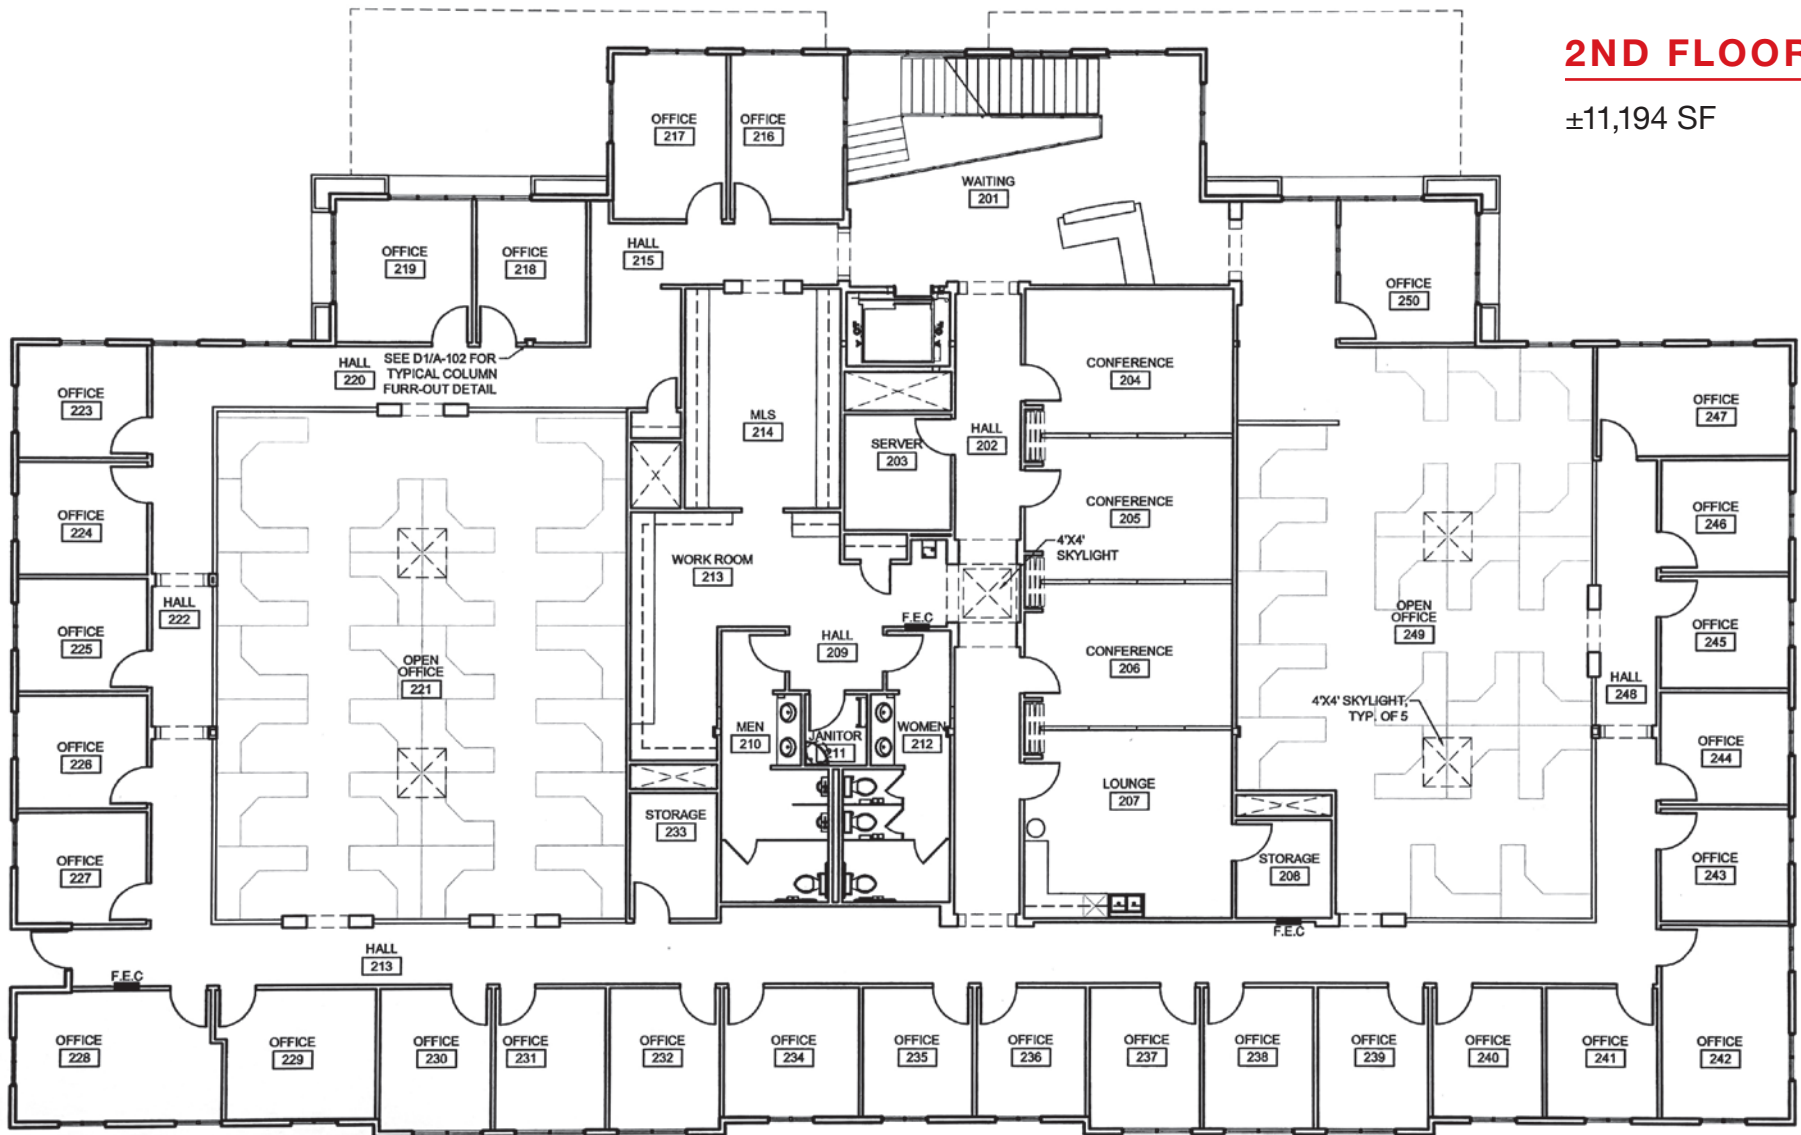 2ND FLOOR
±11,194 SF
OFFICE
217
OFFICE
216
WAITING
201
OFFICE
219
OFFICE
218
HALL
215
OFFICE
250
SEE D1/A-102 FOR
TYPICAL COLUMN
FURR-OUT DETAIL
HALL
220
OFFICE
223
CONFERENCE
204
OFFICE
247
MLS
214
HALL
202
SERVER
203
OFFICE
224
CONFERENCE
205
OFFICE
246
4'X4'
SKYLIGHT
WORK ROOM
213
HALL
222
OFFICE
225
F.E.C
HALL
209
OPEN
OFFICE
249
OFFICE
245
CONFERENCE
206
OPEN
OFFICE
221
HALL
248
4'X4' SKYLIGHT,
TYP. OF 5
OFFICE
226
MEN
210
JANITOR
211
WOMEN
212
OFFICE
244
LOUNGE
207
STORAGE
233
OFFICE
227
STORAGE
208
OFFICE
243
F.E.C
HALL
213
F.E.C
OFFICE
228
OFFICE
229
OFFICE
230
OFFICE
231
OFFICE
232
OFFICE
234
OFFICE
235
OFFICE
236
OFFICE
237
OFFICE
238
OFFICE
239
OFFICE
240
OFFICE
241
OFFICE
242